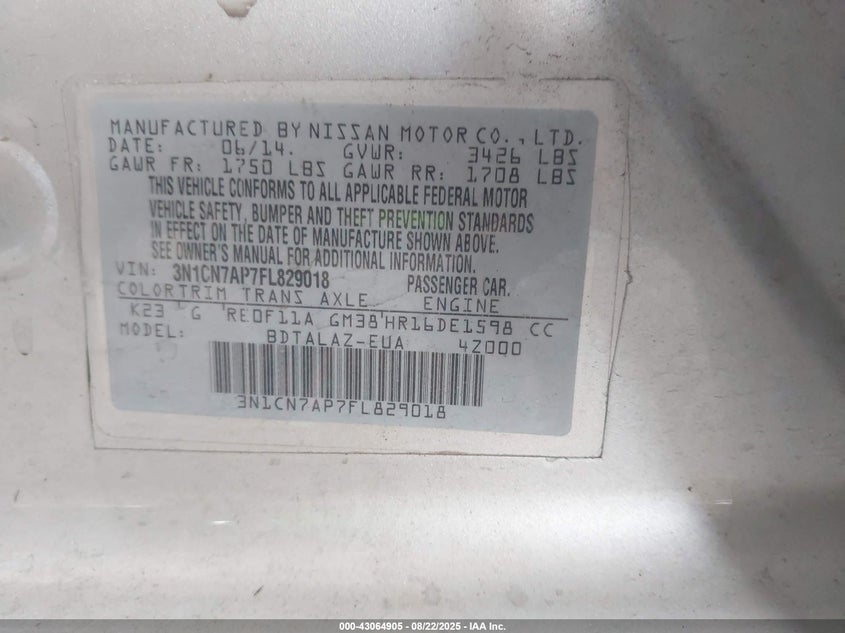 MANUFACTURED BY NISSAN MOTOR CO., LTD.
DATE: 06/14. GVWR: 3426 LBS
GAWR FR: 1750 LBS GAWR RR: 1708 LBS
THIS VEHICLE CONFORMS TO ALL APPLICABLE FEDERAL MOTOR
VEHICLE SAFETY, BUMPER AND THEFT PREVENTION STANDARDS
IN EFFECT ON THE DATE OF MANUFACTURE SHOWN ABOVE.
SEE OWNER'S MANUAL FOR ADDITIONAL INFORMATION.
VIN: 3N1CN7AP7FL829018 PASSENGER CAR.
COLORTRIM TRANS AXLE ENGINE
K23 G RE0F11A GM38 HR16DE1598 CC
MODEL: BDTALAZ-EUA 4Z000
3N1CN7AP7FL829018
000-43064905 - 08/22/2025 - IAA Inc.